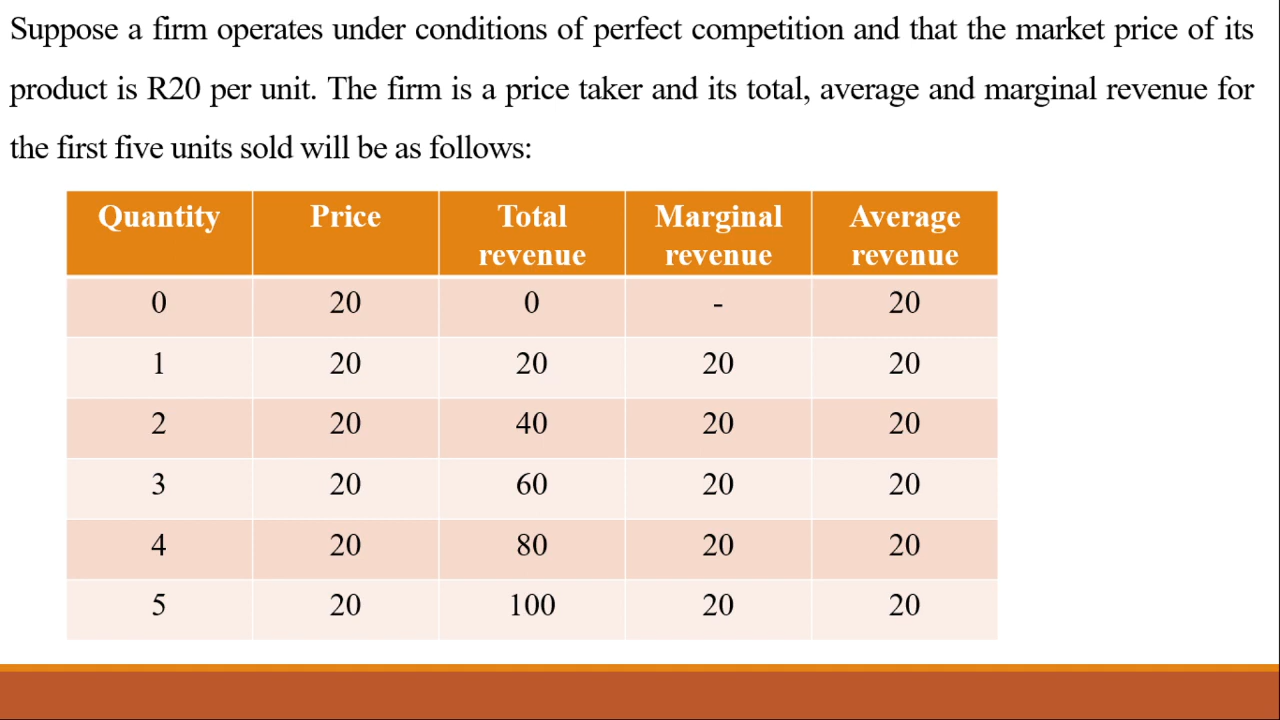 Suppose a firm operates under conditions of perfect competition and that the market price of its
product is R20 per unit. The firm is a price taker and its total, average and marginal revenue for
the first five units sold will be as follows:
Quantity Price Total revenue Marginal revenue Average revenue
0 20 0 - 20
1 20 20 20 20
2 20 40 20 20
3 20 60 20 20
4 20 80 20 20
5 20 100 20 20